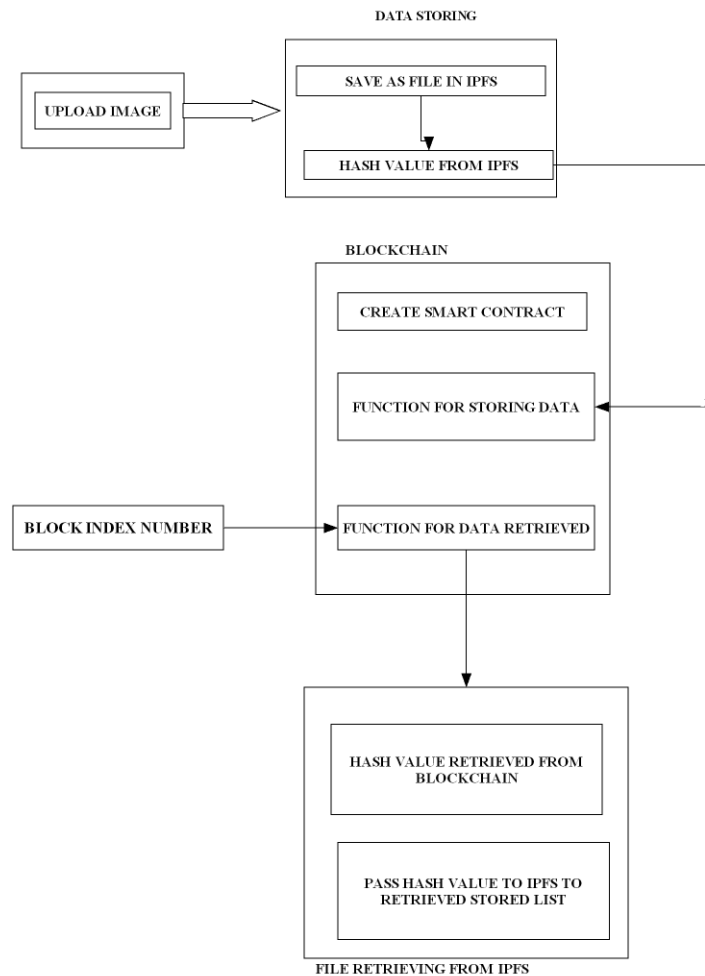 DATA STORING
SAVE AS FILE IN IPFS
UPLOAD IMAGE
HASH VALUE FROM IPFS
BLOCKCHAIN
CREATE SMART CONTRACT
FUNCTION FOR STORING DATA
BLOCK INDEX NUMBER
FUNCTION FOR DATA RETRIEVED
HASH VALUE RETRIEVED FROM
BLOCKCHAIN
PASS HASH VALUE TO IPFS TO
RETRIEVED STORED LIST
FILE RETRIEVING FROM IPFS